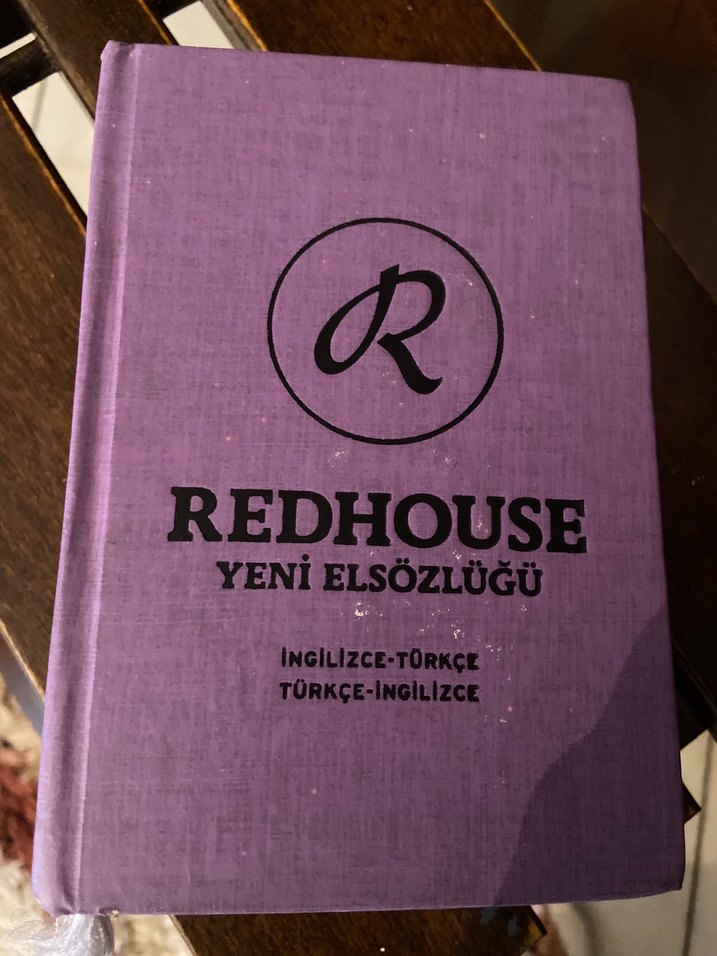 R
REDHOUSE
YENİ ELSÖZLÜĞÜ
İNGİLİZCE-TÜRKÇE
TÜRKÇE-İNGİLİZCE